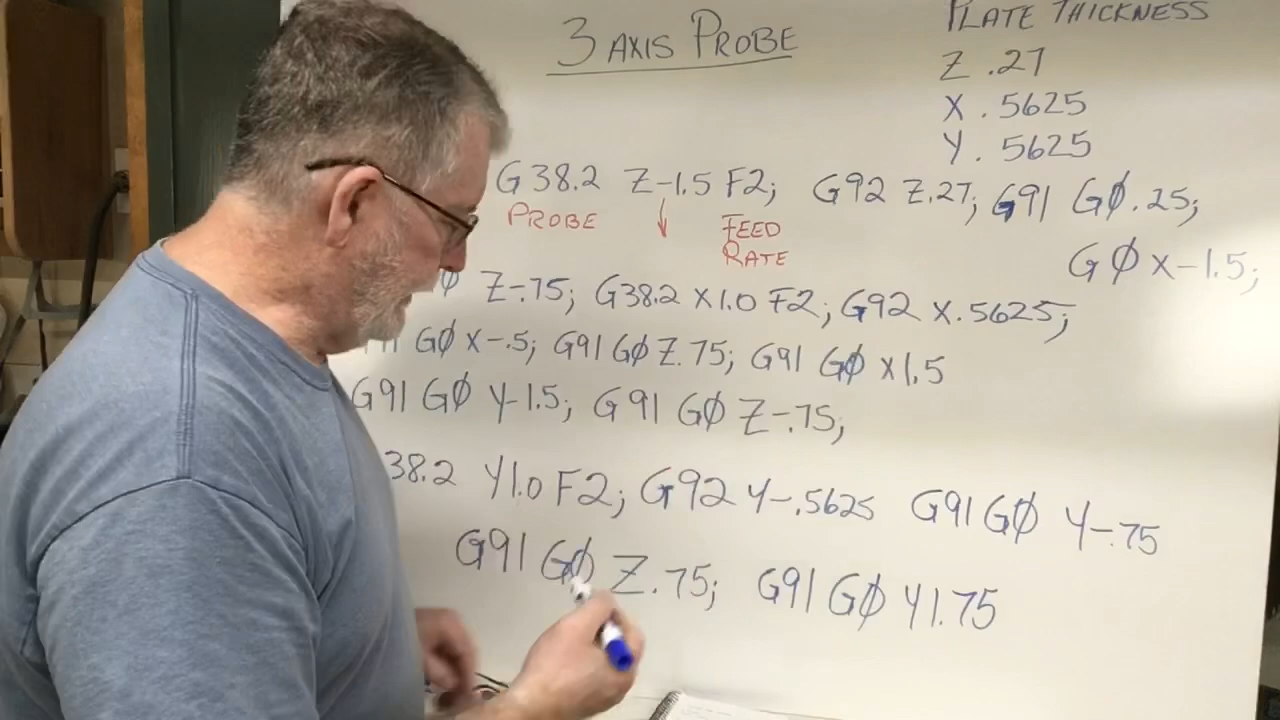 3 AXIS PROBE
PLATE THICKNESS
Z .27
X .5625
Y .5625
G38.2 Z-1.5 F2; G92 Z.27; G91 GØ.25;
PROBE
FEED RATE
GØ X-1.5;
Z-.75; G38.2 X1.0 F2; G92 X.5625;
GØ X-.5; G91 GØ Z.75; G91 GØ X1.5
G91 GØ Y-1.5; G91 GØ Z-.75;
38.2 Y1.0 F2; G92 Y-.5625 G91 GØ Y-.75
G91 GØ Z.75; G91 GØ Y1.75